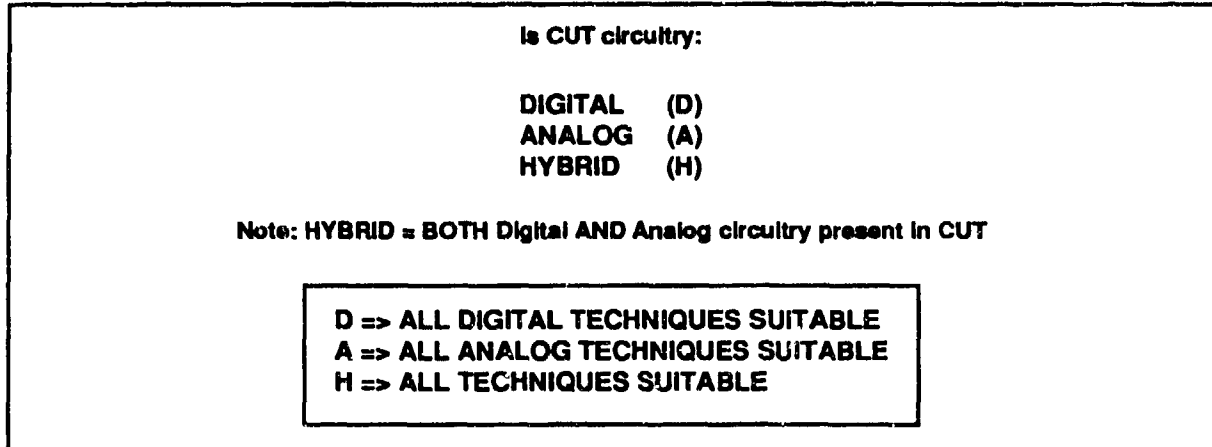 Is CUT circuitry:
DIGITAL (D)
ANALOG (A)
HYBRID (H)
Note: HYBRID = BOTH Digital AND Analog circuitry present in CUT
D => ALL DIGITAL TECHNIQUES SUITABLE
A => ALL ANALOG TECHNIQUES SUITABLE
H => ALL TECHNIQUES SUITABLE